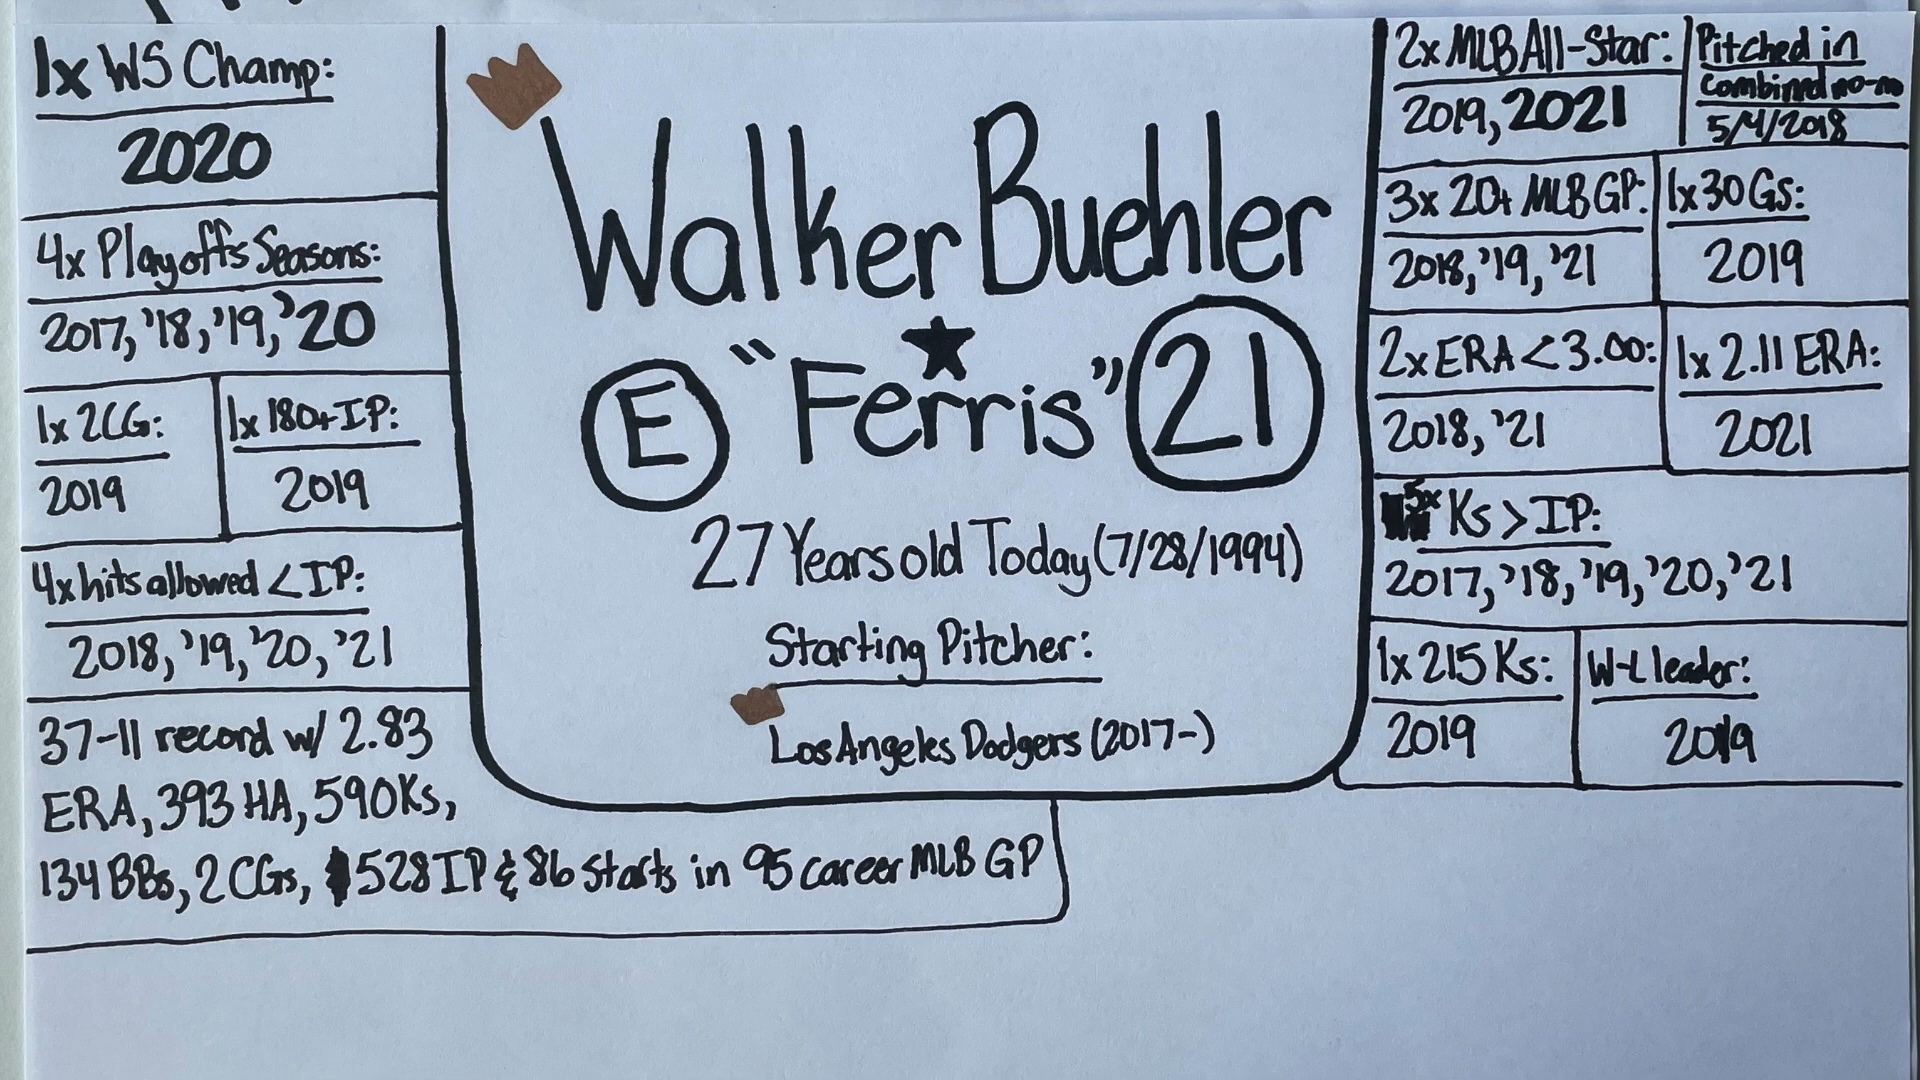 1x WS Champ:
2020
4x Playoffs Seasons:
2017, '18, '19, '20
1x 2CG:
2019
1x 180+ IP:
2019
4x hits allowed < IP:
2018, '19, '20, '21
37-11 record w/ 2.83
ERA, 393 HA, 590Ks,
134 BBs, 2 CGs, 528 IP & 86 starts in 95 career MLB GP
Walker Buehler
E "Ferris" 21
27 Years old Today (7/28/1994)
Starting Pitcher:
Los Angeles Dodgers (2017-)
2x MLB All-Star:
2019, 2021
Pitched in
combined no-no
5/4/2018
3x 20+ MLB GP:
2018, '19, '21
1x 30 Gs:
2019
2x ERA < 3.00:
2018, '21
1x 2.11 ERA:
2021
5x Ks > IP:
2017, '18, '19, '20, '21
1x 215 Ks:
2019
W-L leader:
2019